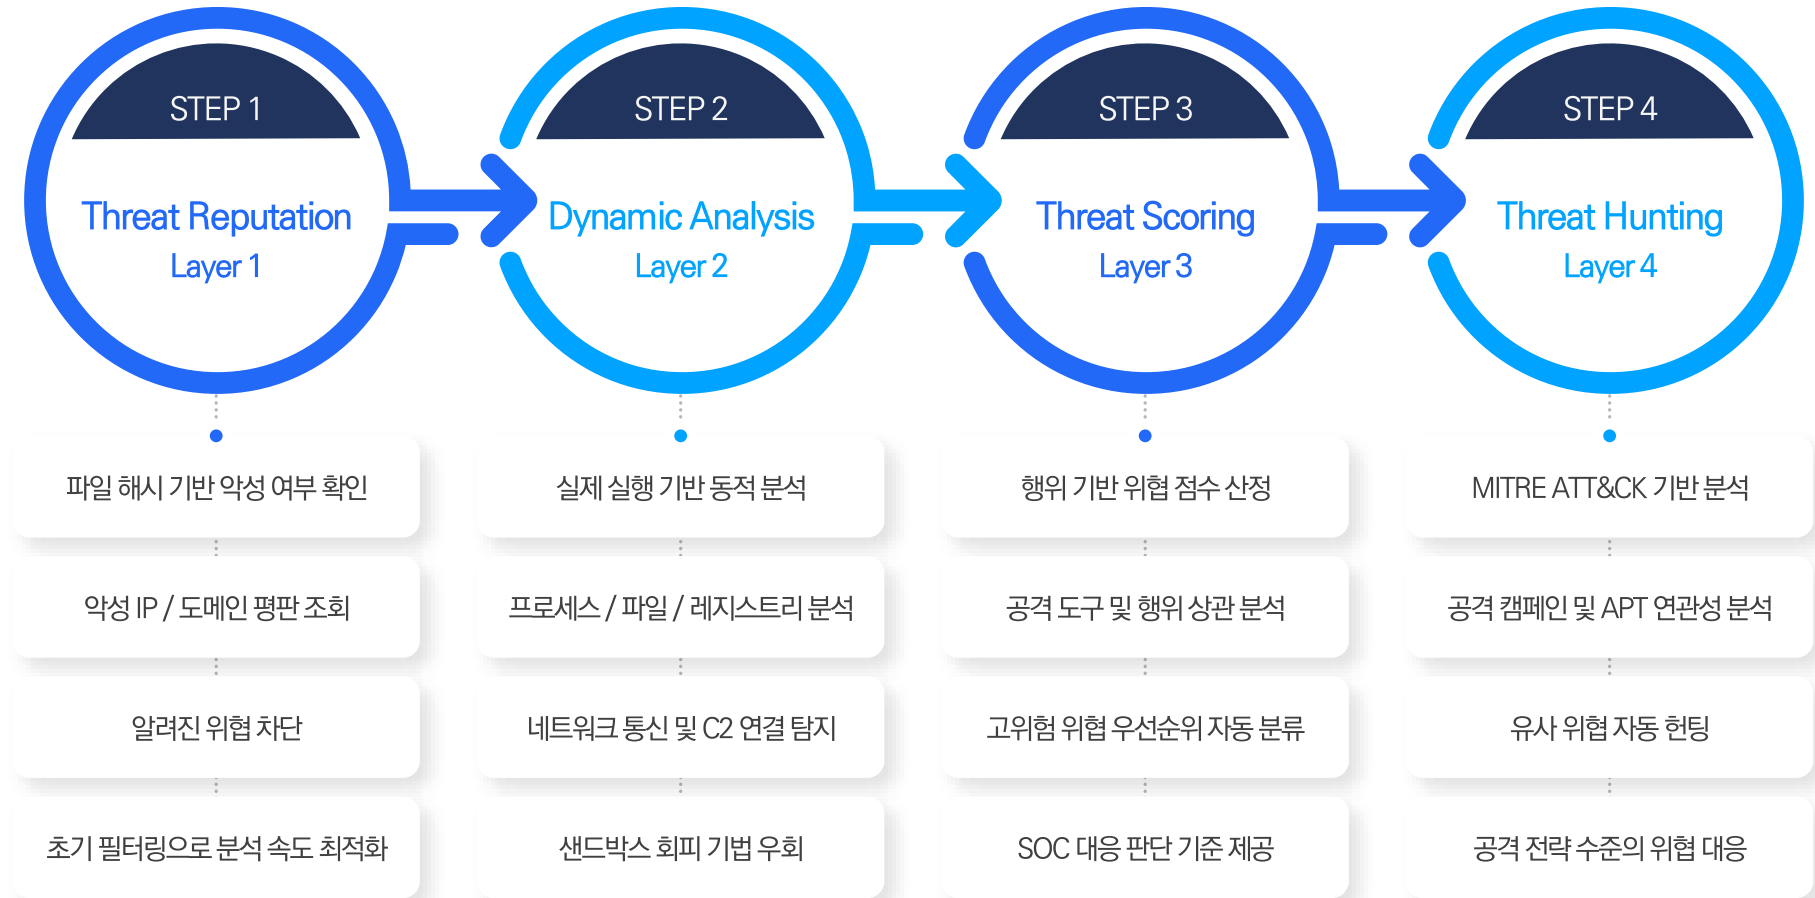 STEP 1
Threat Reputation
Layer 1
파일 해시 기반 악성 여부 확인
악성 IP / 도메인 평판 조회
알려진 위협 차단
초기 필터링으로 분석 속도 최적화
STEP 2
Dynamic Analysis
Layer 2
실제 실행 기반 동적 분석
프로세스 / 파일 / 레지스트리 분석
네트워크 통신 및 C2 연결 탐지
샌드박스 회피 기법 우회
STEP 3
Threat Scoring
Layer 3
행위 기반 위협 점수 산정
공격 도구 및 행위 상관 분석
고위험 위협 우선순위 자동 분류
SOC 대응 판단 기준 제공
STEP 4
Threat Hunting
Layer 4
MITRE ATT&CK 기반 분석
공격 캠페인 및 APT 연관성 분석
유사 위협 자동 헌팅
공격 전략 수준의 위협 대응